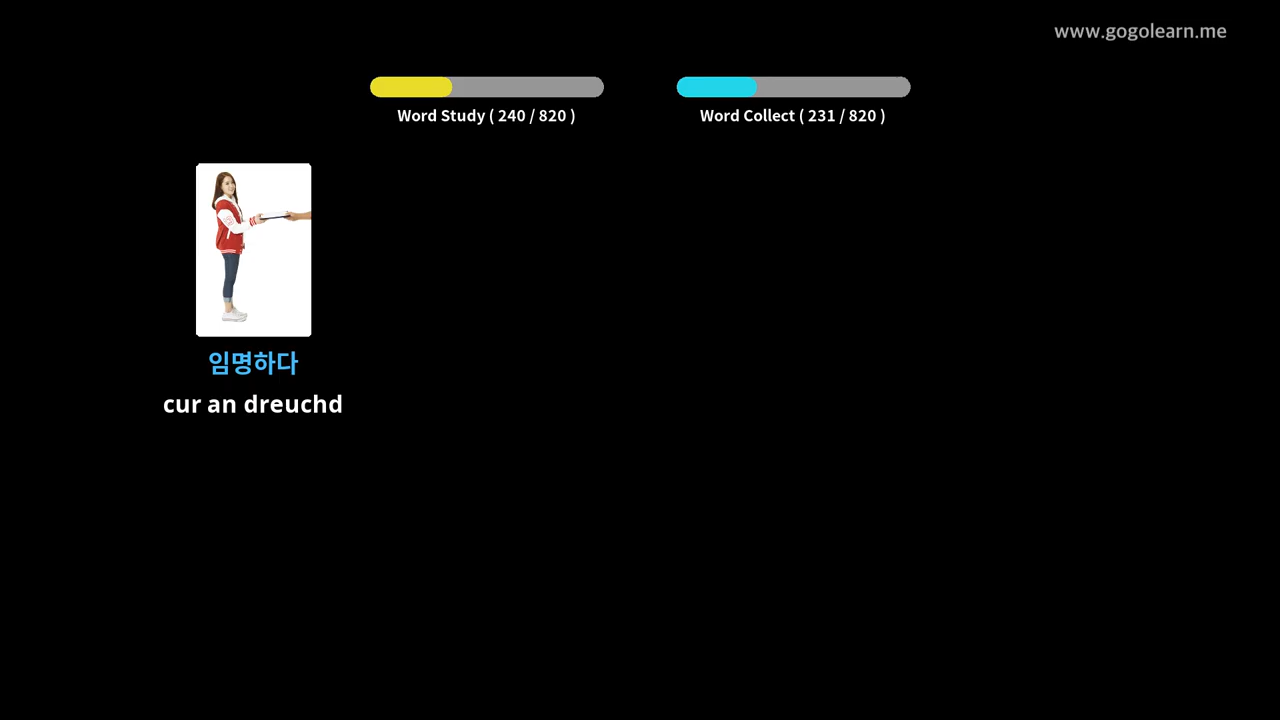 www.gogolearn.me
Word Study ( 240 / 820 )
Word Collect ( 231 / 820 )
임명하다
cur an dreuchd